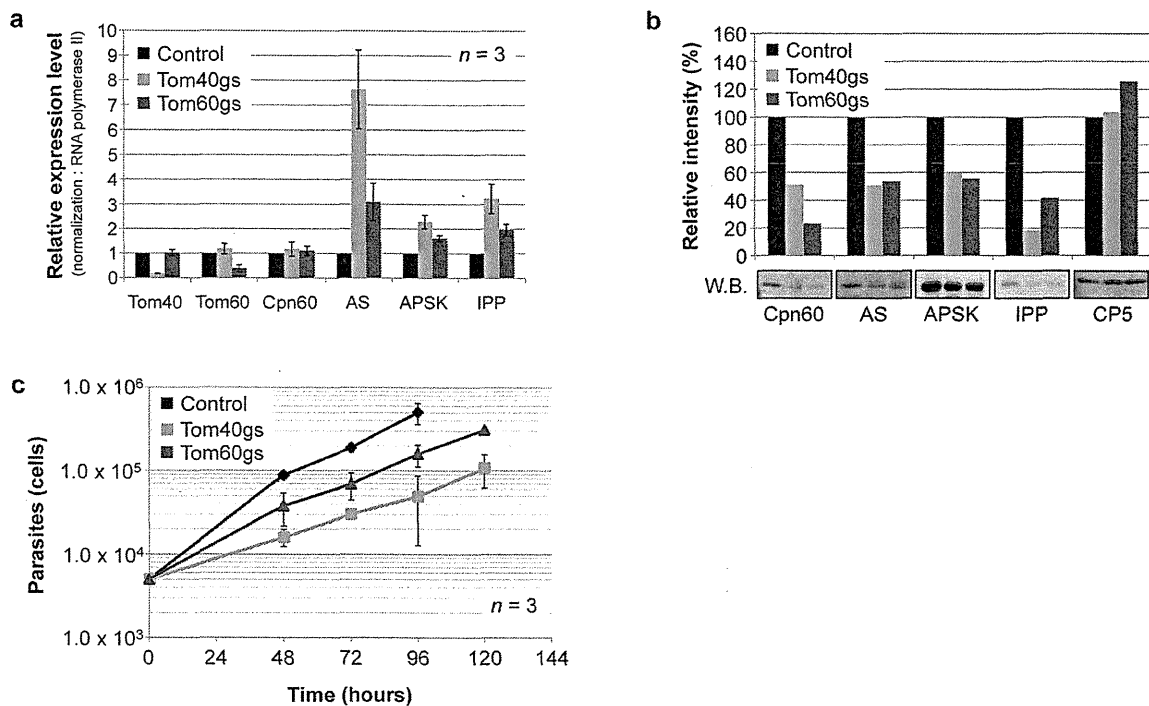 a
Relative expression level
(normalization : RNA polymerase II)
10
9
8
7
6
5
4
3
2
1
0
Control
Tom40gs
Tom60gs
n = 3
Tom40 Tom60 Cpn60 AS APSK IPP
b
Relative intensity (%)
160
140
120
100
80
60
40
20
0
Control
Tom40gs
Tom60gs
W.B.
Cpn60 AS APSK IPP CP5
c
Parasites (cells)
1.0 x 10⁶
1.0 x 10⁵
1.0 x 10⁴
1.0 x 10³
Control
Tom40gs
Tom60gs
n = 3
0 24 48 72 96 120 144
Time (hours)